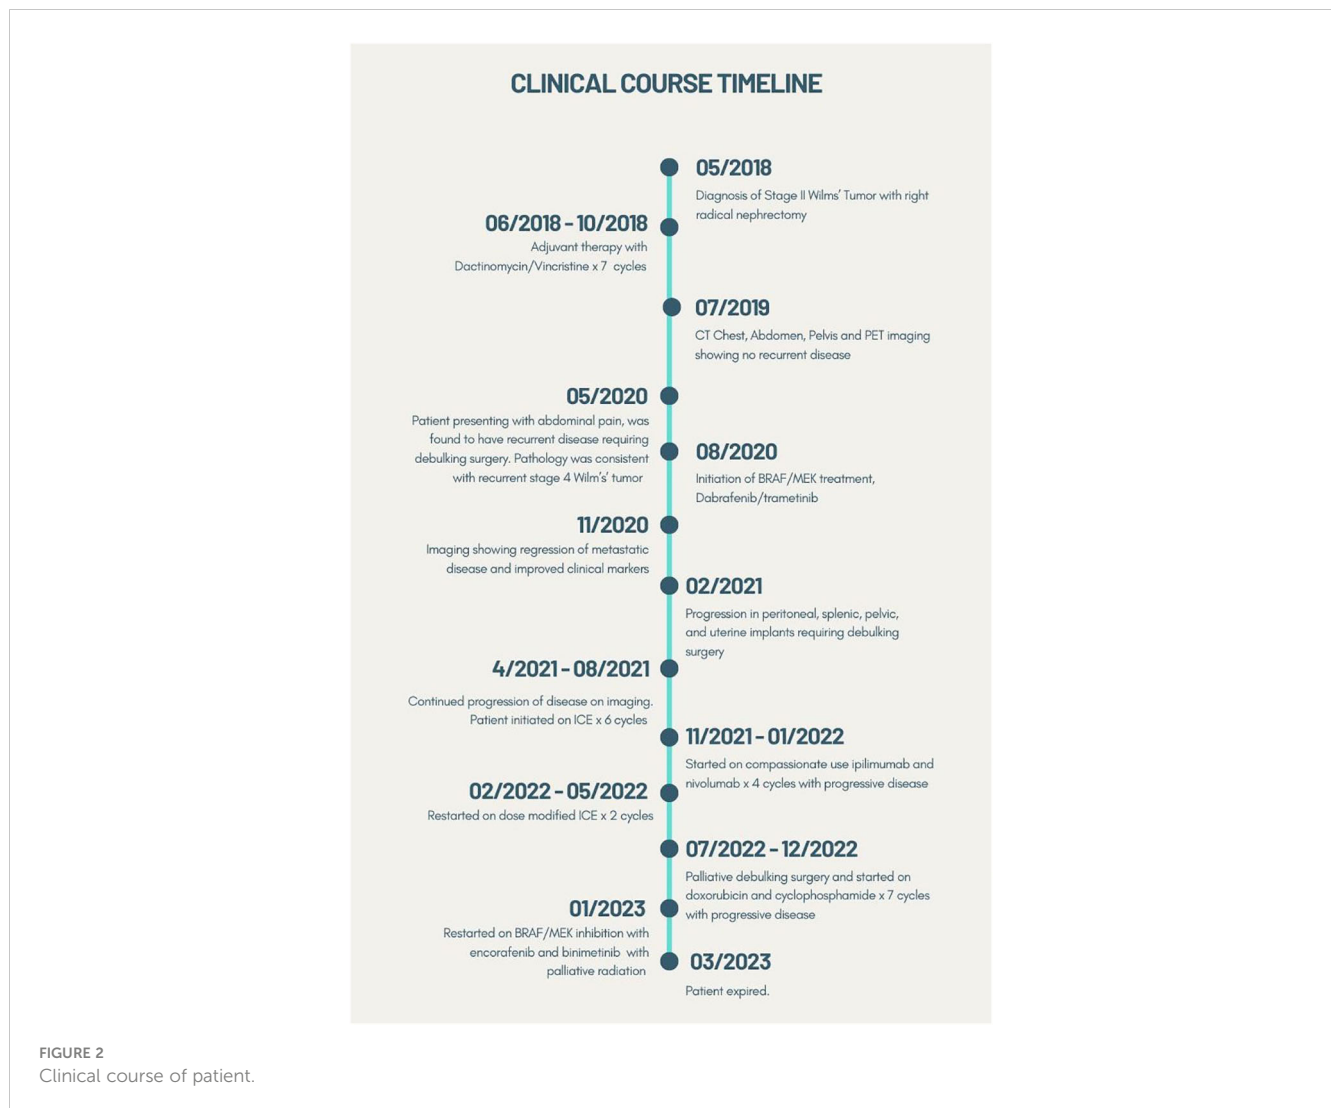 CLINICAL COURSE TIMELINE
05/2018
Diagnosis of Stage II Wilms' Tumor with right
radical nephrectomy
06/2018 - 10/2018
Adjuvant therapy with
Dactinomycin/Vincristine x 7 cycles
07/2019
CT Chest, Abdomen, Pelvis and PET imaging
showing no recurrent disease
05/2020
Patient presenting with abdominal pain, was
found to have recurrent disease requiring
debulking surgery. Pathology was consistent
with recurrent stage 4 Wilm's' tumor
08/2020
Initiation of BRAF/MEK treatment,
Dabrafenib/trametinib
11/2020
Imaging showing regression of metastatic
disease and improved clinical markers
02/2021
Progression in peritoneal, splenic, pelvic,
and uterine implants requiring debulking
surgery
4/2021 - 08/2021
Continued progression of disease on imaging.
Patient initiated on ICE x 6 cycles
11/2021 - 01/2022
Started on compassionate use ipilimumab and
nivolumab x 4 cycles with progressive disease
02/2022 - 05/2022
Restarted on dose modified ICE x 2 cycles
07/2022 - 12/2022
Palliative debulking surgery and started on
doxorubicin and cyclophosphamide x 7 cycles
with progressive disease
01/2023
Restarted on BRAF/MEK inhibition with
encorafenib and binimetinib with
palliative radiation
03/2023
Patient expired.
FIGURE 2
Clinical course of patient.